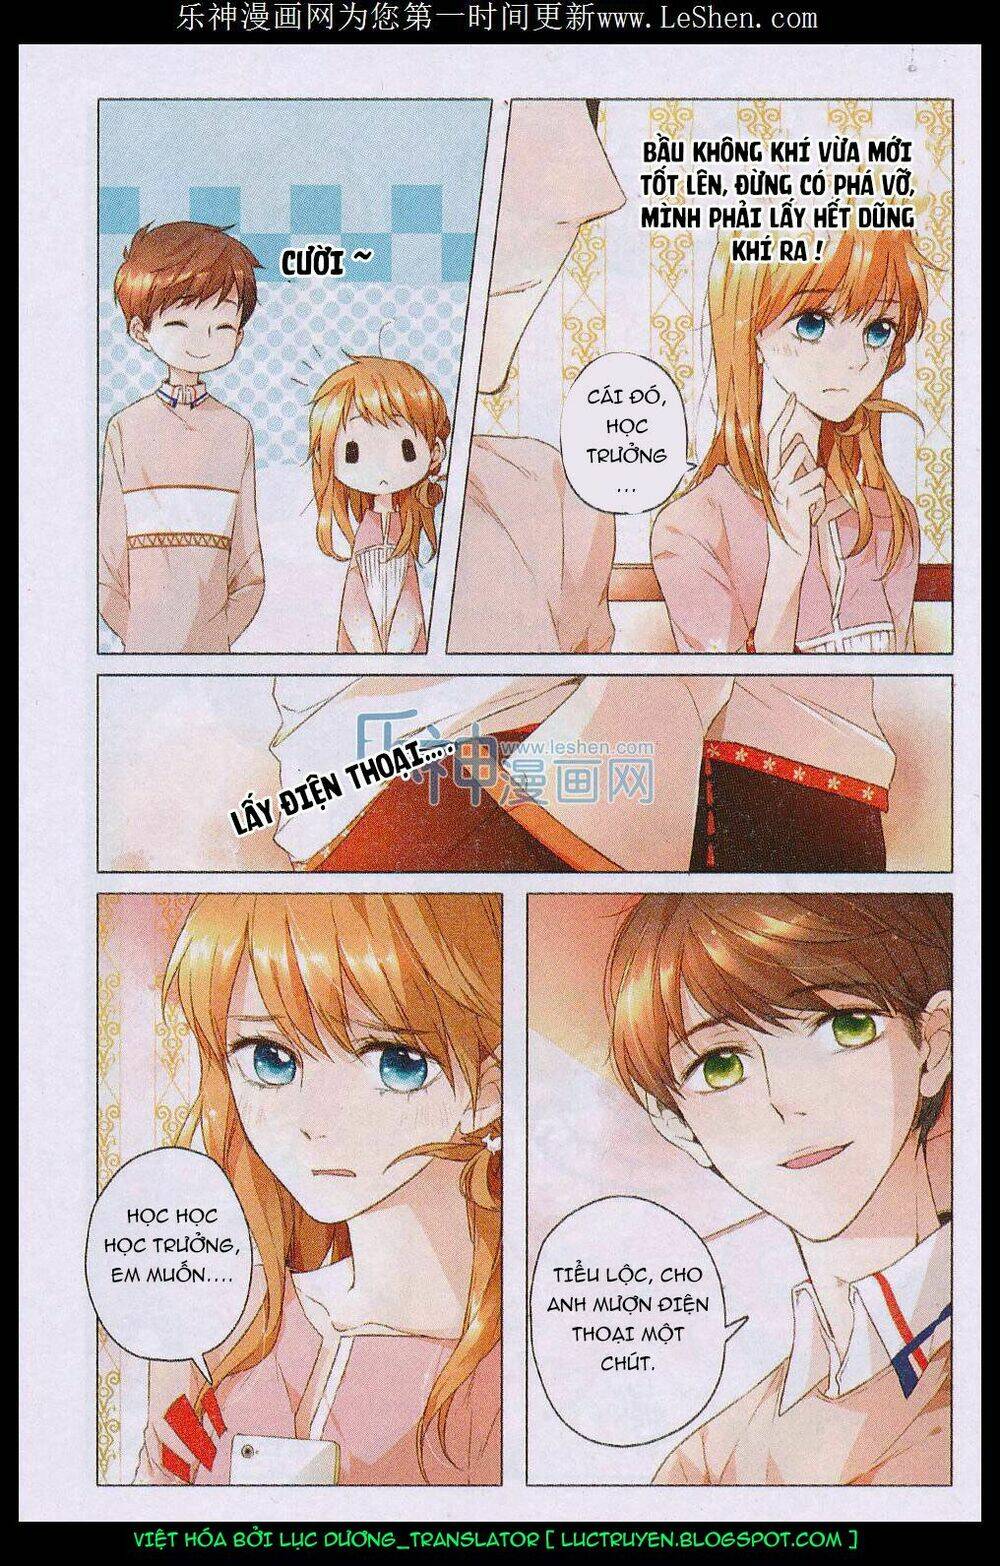 乐神漫画网为您第一时间更新www.LeShen.com
CƯỜI ~
BẦU KHÔNG KHÍ VỪA MỚI
TỐT LÊN, ĐỪNG CÓ PHÁ VỠ,
MÌNH PHẢI LẤY HẾT DŨNG
KHÍ RA !
CÁI ĐÓ,
HỌC
TRƯỞNG
...
LẤY ĐIỆN THOẠI....
乐神
www.leshen.com
漫画网
HỌC HỌC
HỌC TRƯỞNG,
EM MUỐN....
TIỂU LỘC, CHO
ANH MƯỢN ĐIỆN
THOẠI MỘT
CHÚT.
VIỆT HÓA BỞI LỤC DƯƠNG_TRANSLATOR [ LUCTRUYEN.BLOGSPOT.COM ]